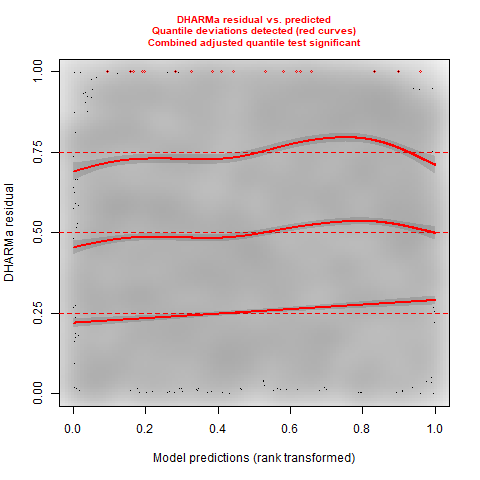 DHARMa residual vs. predicted
Quantile deviations detected (red curves)
Combined adjusted quantile test significant
1.00
0.75
0.50
0.25
0.00
DHARMa residual
0.0 0.2 0.4 0.6 0.8 1.0
Model predictions (rank transformed)